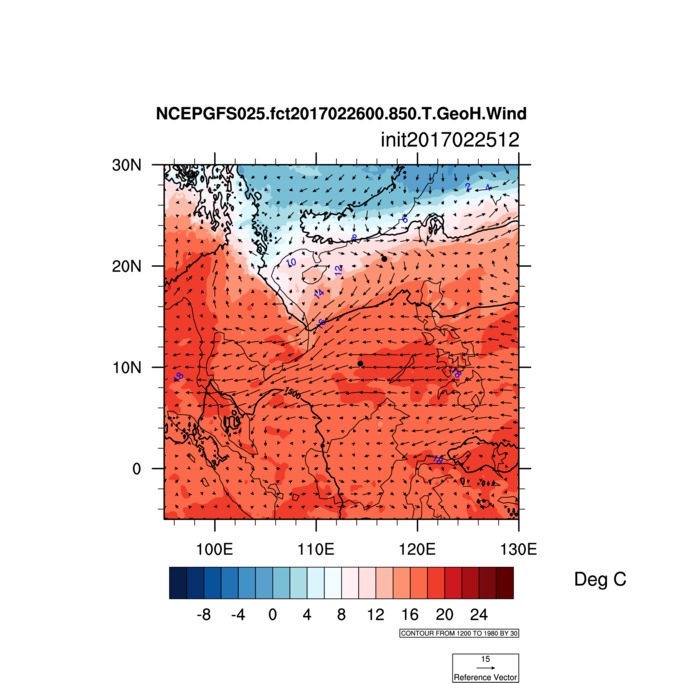 NCEPGFS025.fct2017022600.850.T.GeoH.Wind
init2017022512
30N
2
4
6
8
10
20N
12
14
16
10N
18
18
1500
0
18
100E 110E 120E 130E
-8 -4 0 4 8 12 16 20 24
Deg C
CONTOUR FROM 1200 TO 1980 BY 30
15
Reference Vector